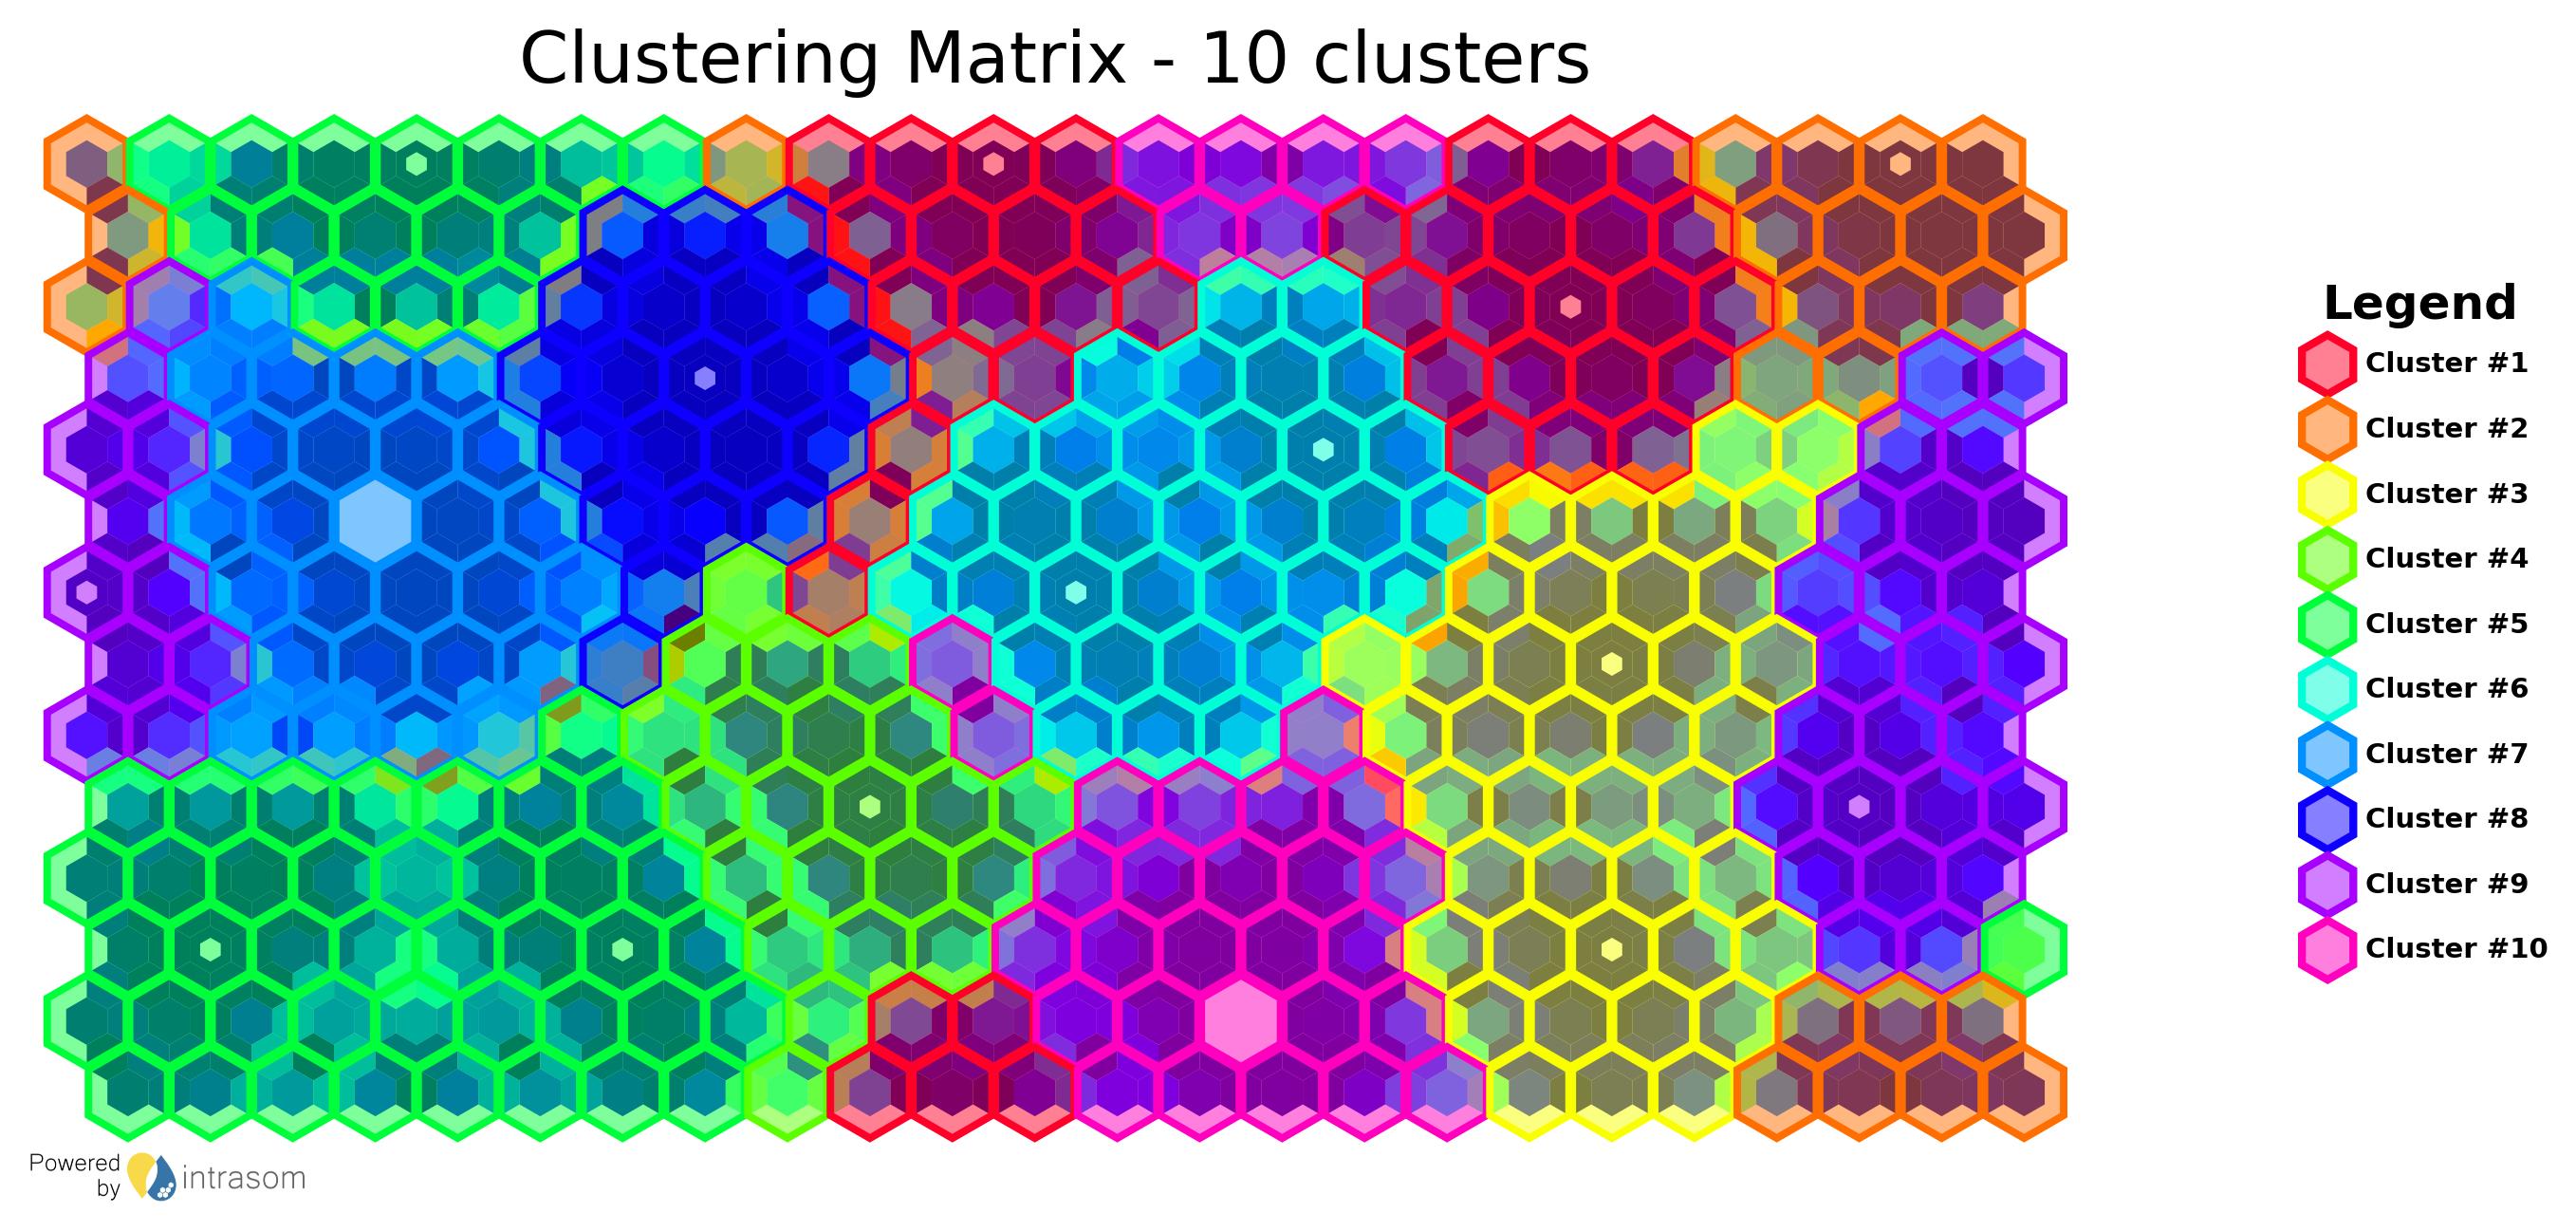 Clustering Matrix - 10 clusters
Legend
Cluster #1
Cluster #2
Cluster #3
Cluster #4
Cluster #5
Cluster #6
Cluster #7
Cluster #8
Cluster #9
Cluster #10
Powered
by intrasom